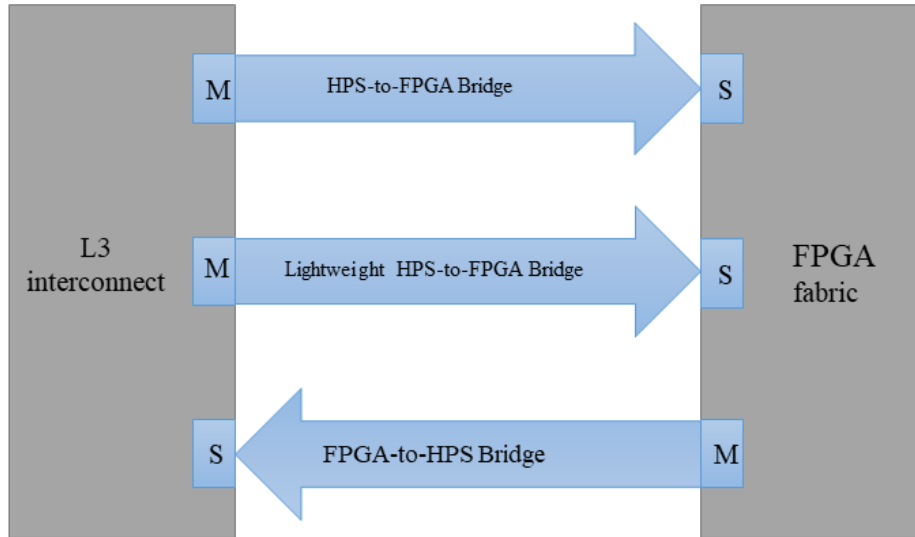 M
HPS-to-FPGA Bridge
S
L3
interconnect
M
Lightweight HPS-to-FPGA Bridge
S
FPGA
fabric
S
FPGA-to-HPS Bridge
M